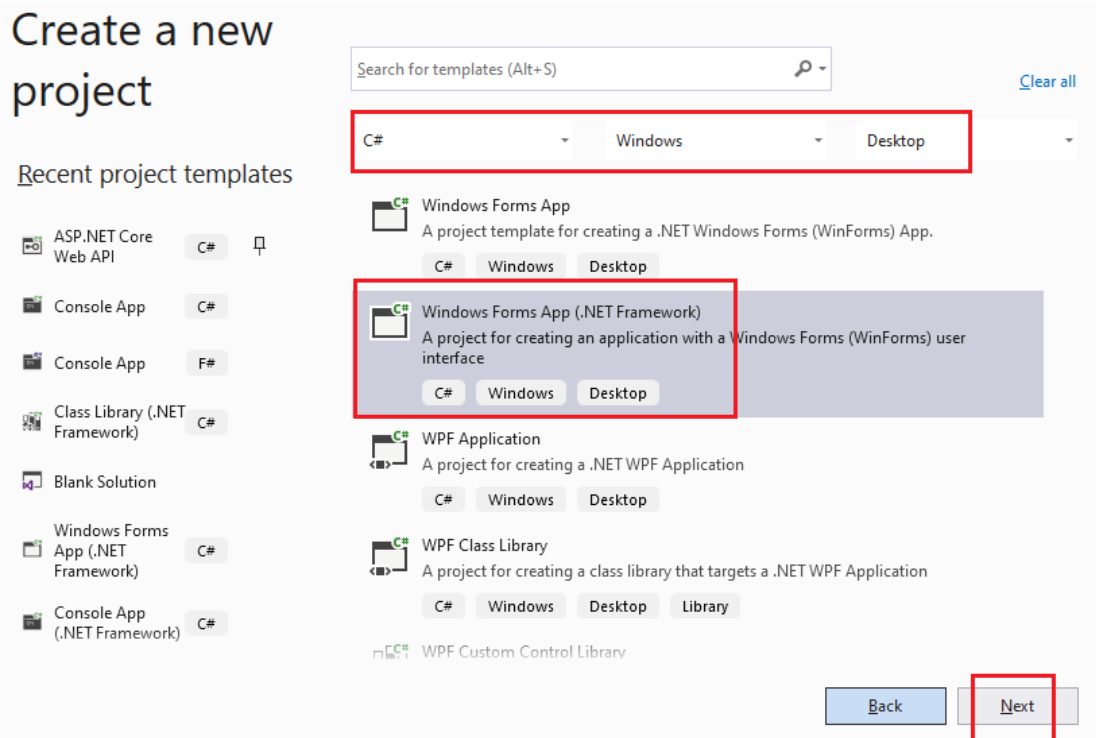 Create a new
project
Search for templates (Alt+S)
Clear all
C#
Windows
Desktop
Recent project templates
ASP.NET Core
Web API
C#
Console App
C#
Console App
F#
Class Library (.NET
Framework)
C#
Blank Solution
Windows Forms
App (.NET
Framework)
C#
Console App
(.NET Framework)
C#
C#
Windows Forms App
A project template for creating a .NET Windows Forms (WinForms) App.
C# Windows Desktop
C#
Windows Forms App (.NET Framework)
A project for creating an application with a Windows Forms (WinForms) user
interface
C# Windows Desktop
C#
WPF Application
A project for creating a .NET WPF Application
C# Windows Desktop
C#
WPF Class Library
A project for creating a class library that targets a .NET WPF Application
C# Windows Desktop Library
C#
WPF Custom Control Library
Back
Next